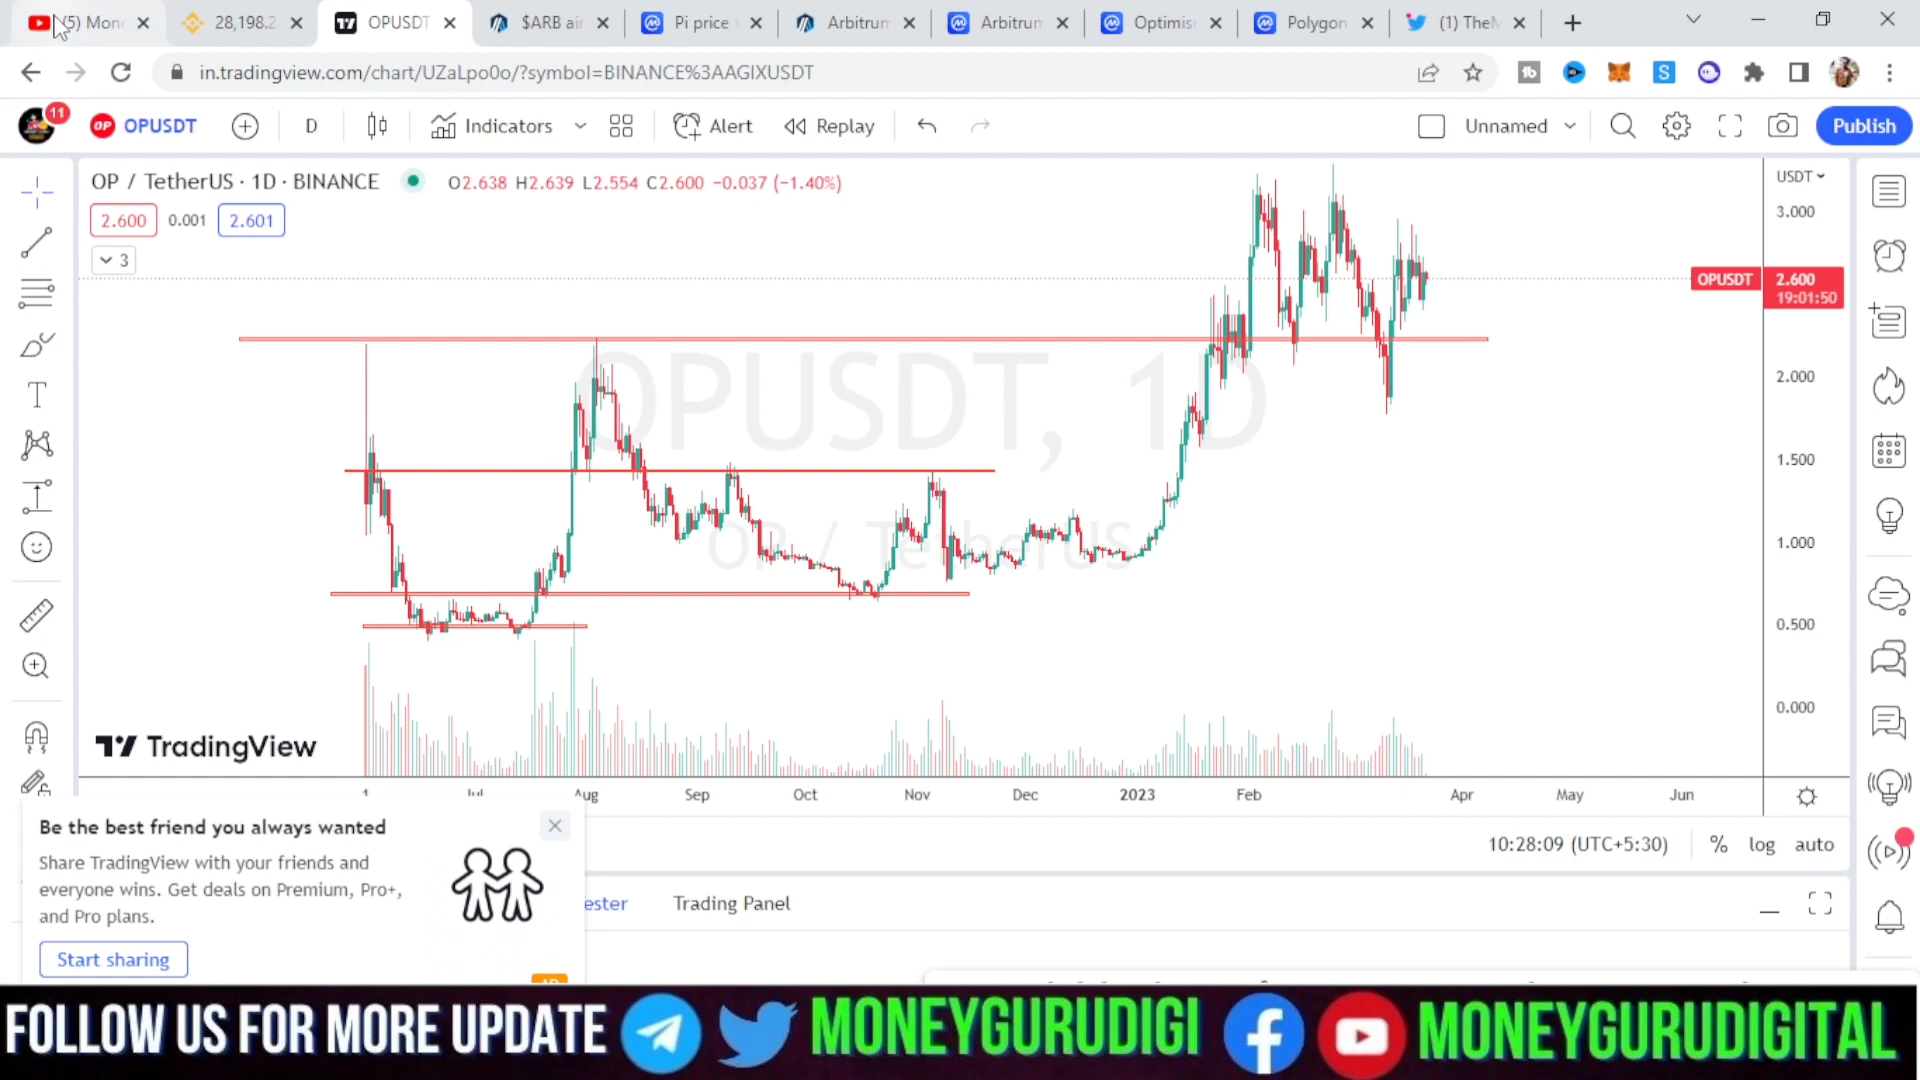 (5) Mone
28,198.2
OPUSDT
$ARB air
Pi price t
Arbitrum
Arbitrum
Optimis
Polygon
(1) TheM
in.tradingview.com/chart/UZaLpo0o/?symbol=BINANCE%3AAGIXUSDT
11
OPUSDT
D
Indicators
Alert
Replay
Unnamed
Publish
OP / TetherUS · 1D · BINANCE
O2.638 H2.639 L2.554 C2.600 −0.037 (−1.40%)
2.600
0.001
2.601
3
USDT
3.000
OPUSDT
2.600
19:01:50
2.000
1.500
1.000
0.500
0.000
OPUSDT, 1D
OP / TetherUS
TradingView
1
Jul
Aug
Sep
Oct
Nov
Dec
2023
Feb
Apr
May
Jun
10:28:09 (UTC+5:30)
%
log
auto
Be the best friend you always wanted
Share TradingView with your friends and
everyone wins. Get deals on Premium, Pro+,
and Pro plans.
Start sharing
ester
Trading Panel
FOLLOW US FOR MORE UPDATE
MONEYGURUDIGI
MONEYGURUDIGITAL